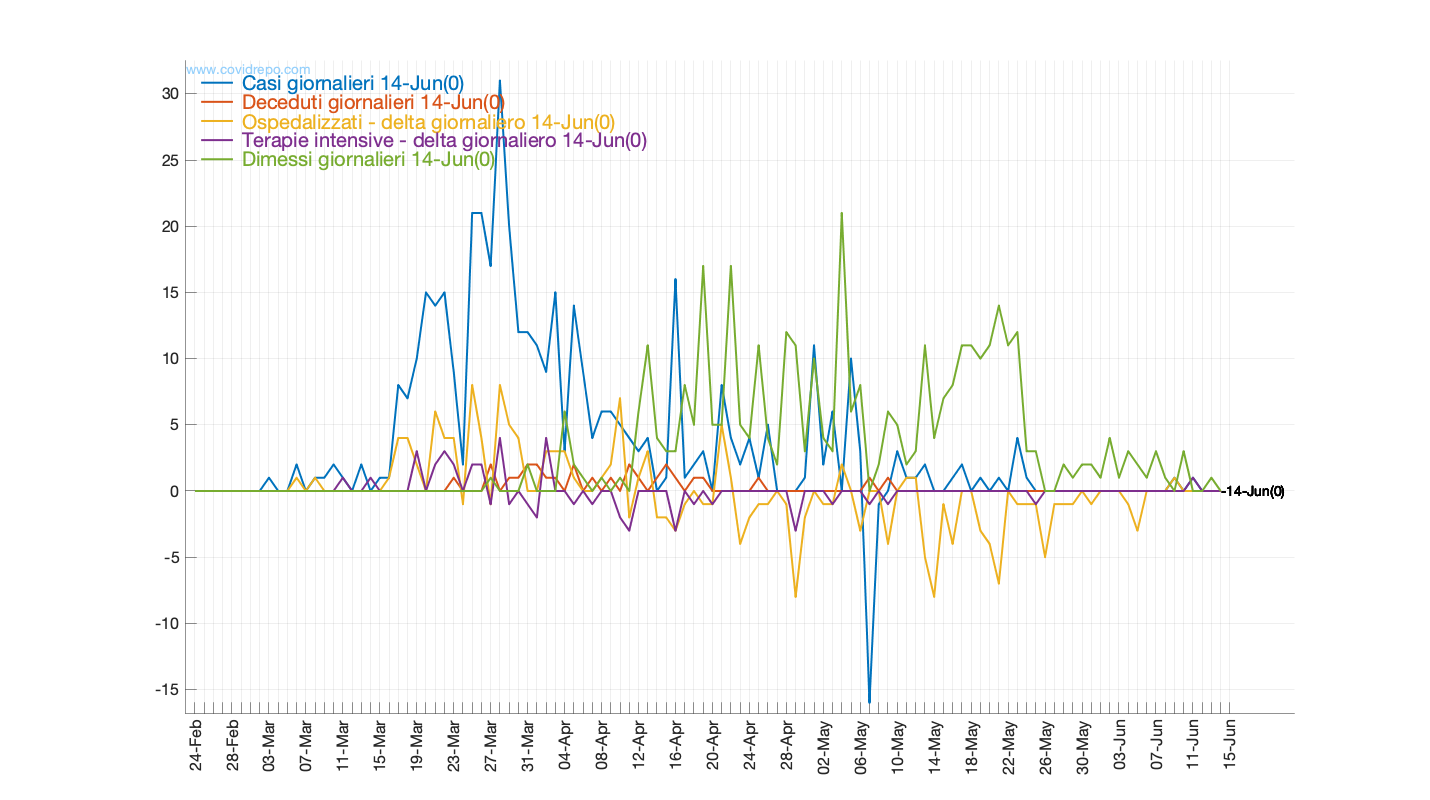 www.covidrepo.com
Casi giornalieri 14-Jun(0)
Deceduti giornalieri 14-Jun(0)
Ospedalizzati - delta giornaliero 14-Jun(0)
Terapie intensive - delta giornaliero 14-Jun(0)
Dimessi giornalieri 14-Jun(0)
30
25
20
15
10
5
0
-5
-10
-15
-14-Jun(0)
24-Feb
28-Feb
03-Mar
07-Mar
11-Mar
15-Mar
19-Mar
23-Mar
27-Mar
31-Mar
04-Apr
08-Apr
12-Apr
16-Apr
20-Apr
24-Apr
28-Apr
02-May
06-May
10-May
14-May
18-May
22-May
26-May
30-May
03-Jun
07-Jun
11-Jun
15-Jun